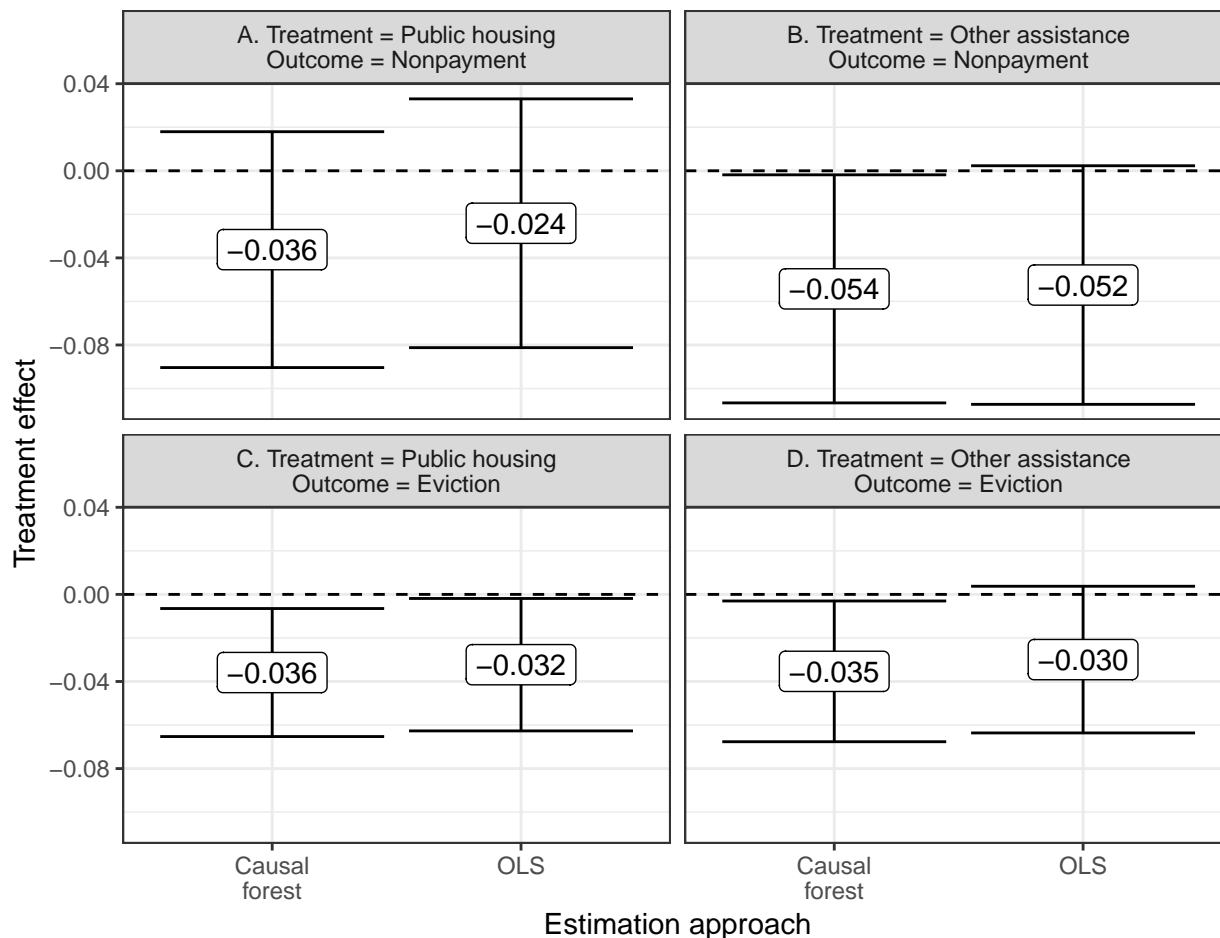 A. Treatment = Public housing
Outcome = Nonpayment
B. Treatment = Other assistance
Outcome = Nonpayment
0.04
0.00
−0.04
−0.08
−0.036
−0.024
−0.054
−0.052
C. Treatment = Public housing
Outcome = Eviction
D. Treatment = Other assistance
Outcome = Eviction
0.04
0.00
−0.04
−0.08
−0.036
−0.032
−0.035
−0.030
Treatment effect
Causal
forest
OLS
Causal
forest
OLS
Estimation approach